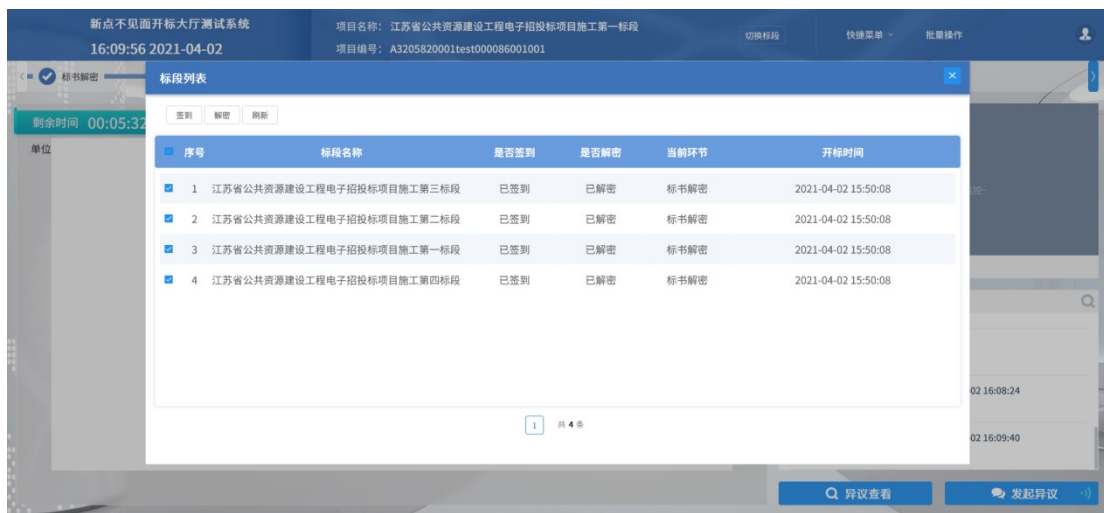 新点不见面开标大厅测试系统
16:09:56 2021-04-02
项目名称： 江苏省公共资源建设工程电子招投标项目施工第一标段
项目编号： A3205820001test000086001001
切换标段 快捷菜单 批量操作
标书解密
标段列表
剩余时间 00:05:32
签到 解密 刷新
单位
序号 标段名称 是否签到 是否解密 当前环节 开标时间
1 江苏省公共资源建设工程电子招投标项目施工第三标段 已签到 已解密 标书解密 2021-04-02 15:50:08
2 江苏省公共资源建设工程电子招投标项目施工第二标段 已签到 已解密 标书解密 2021-04-02 15:50:08
3 江苏省公共资源建设工程电子招投标项目施工第一标段 已签到 已解密 标书解密 2021-04-02 15:50:08
4 江苏省公共资源建设工程电子招投标项目施工第四标段 已签到 已解密 标书解密 2021-04-02 15:50:08
02 16:08:24
1 共 4 条
02 16:09:40
异议查看 发起异议